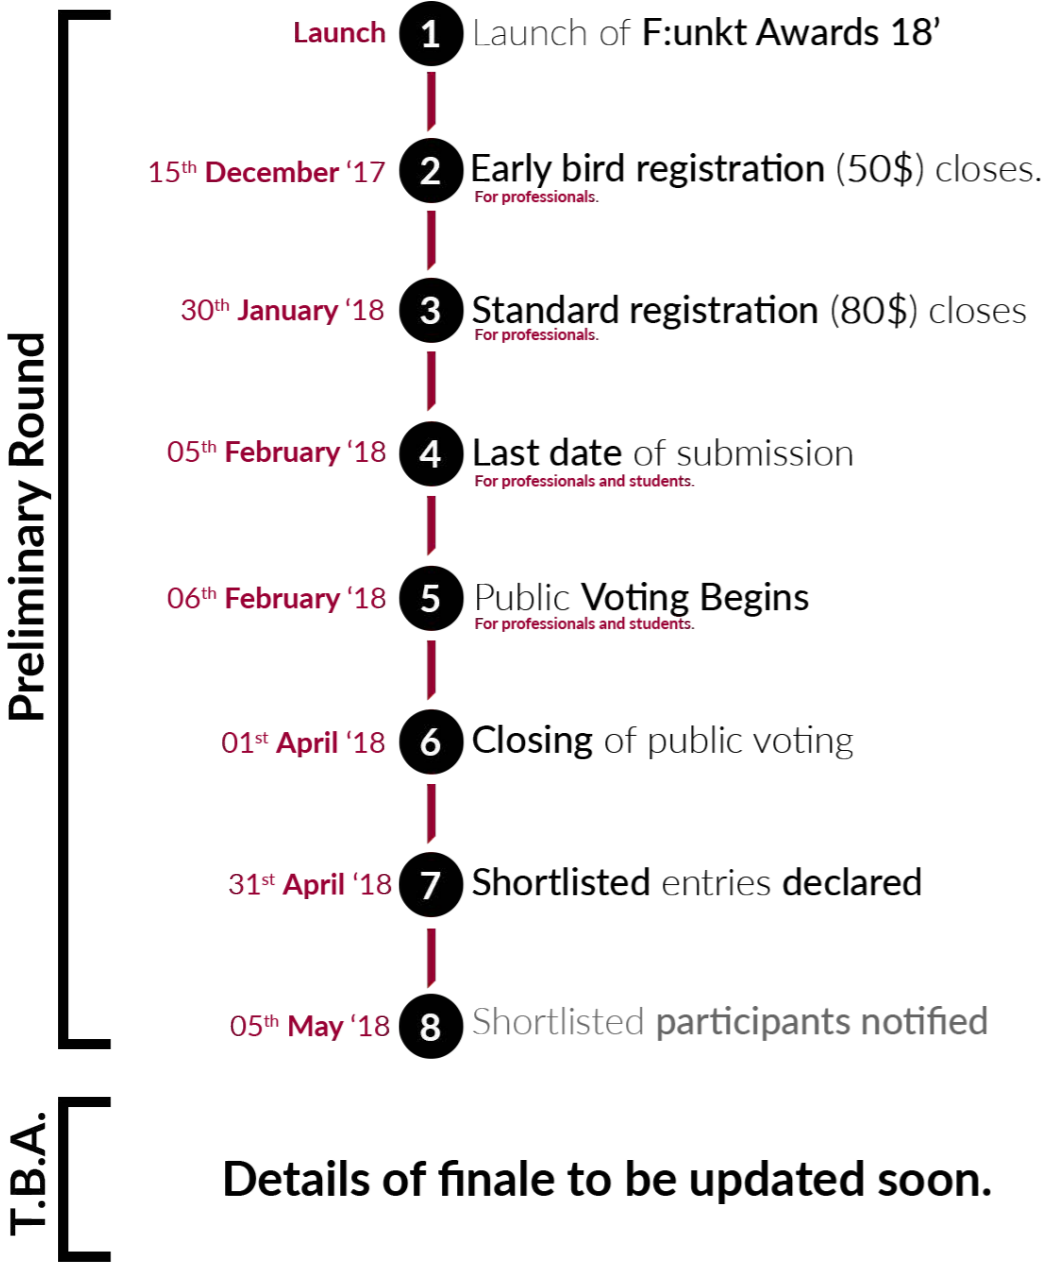 Preliminary Round
Launch 1 Launch of F:unkt Awards 18’
15th December ‘17 2 Early bird registration (50$) closes.
For professionals.
30th January ‘18 3 Standard registration (80$) closes
For professionals.
05th February ‘18 4 Last date of submission
For professionals and students.
06th February ‘18 5 Public Voting Begins
For professionals and students.
01st April ‘18 6 Closing of public voting
31st April ‘18 7 Shortlisted entries declared
05th May ‘18 8 Shortlisted participants notified
T.B.A.
Details of finale to be updated soon.